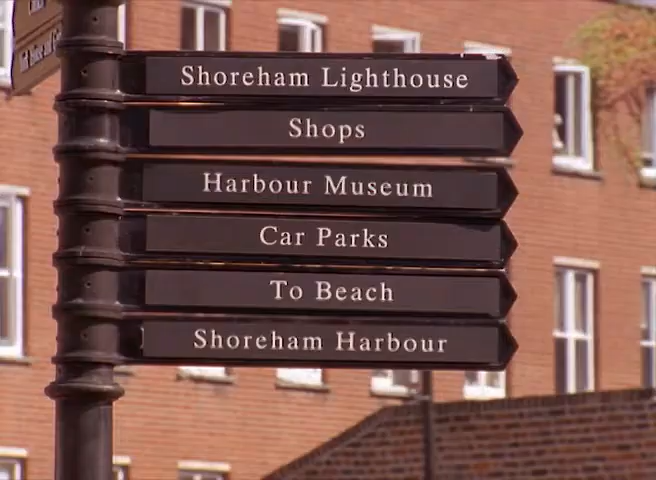 Shoreham Lighthouse
Shops
Harbour Museum
Car Parks
To Beach
Shoreham Harbour